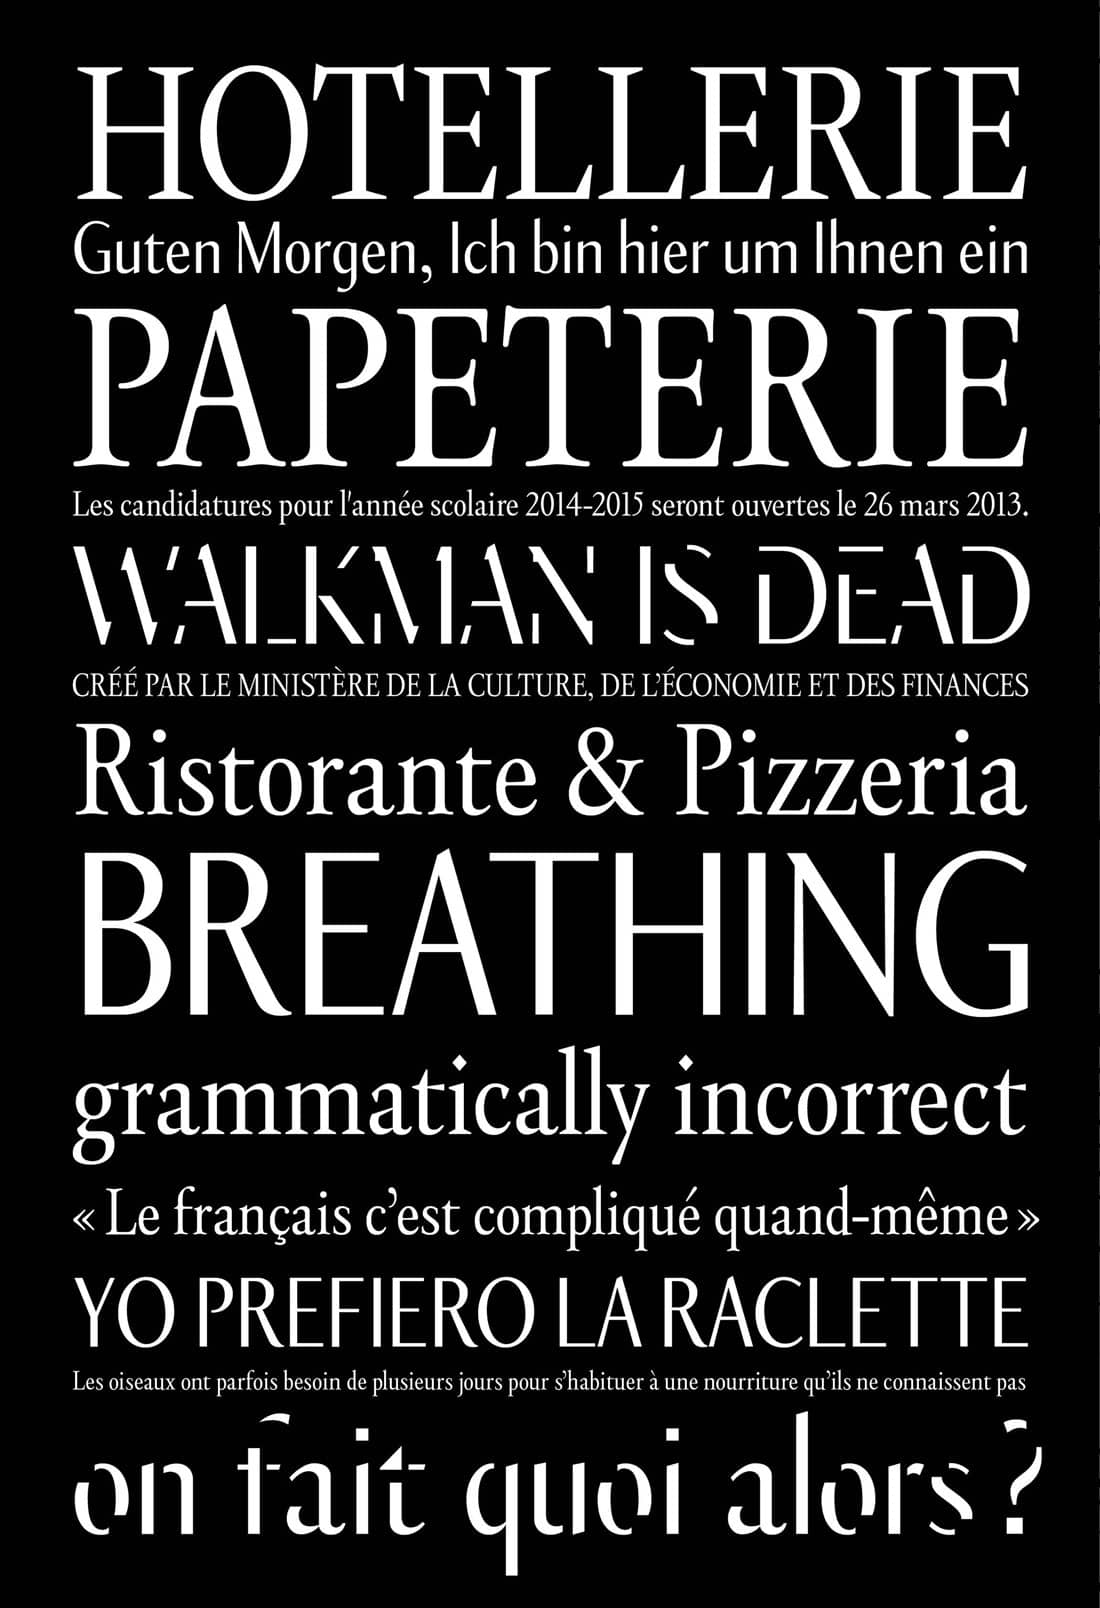 HOTELLERIE
Guten Morgen, Ich bin hier um Ihnen ein
PAPETERIE
Les candidatures pour l'année scolaire 2014-2015 seront ouvertes le 26 mars 2013.
WALKMAN IS DEAD
CRÉÉ PAR LE MINISTÈRE DE LA CULTURE, DE L’ÉCONOMIE ET DES FINANCES
Ristorante & Pizzeria
BREATHING
grammatically incorrect
« Le français c’est compliqué quand-même »
YO PREFIERO LA RACLETTE
Les oiseaux ont parfois besoin de plusieurs jours pour s’habituer à une nourriture qu’ils ne connaissent pas
on fait quoi alors ?